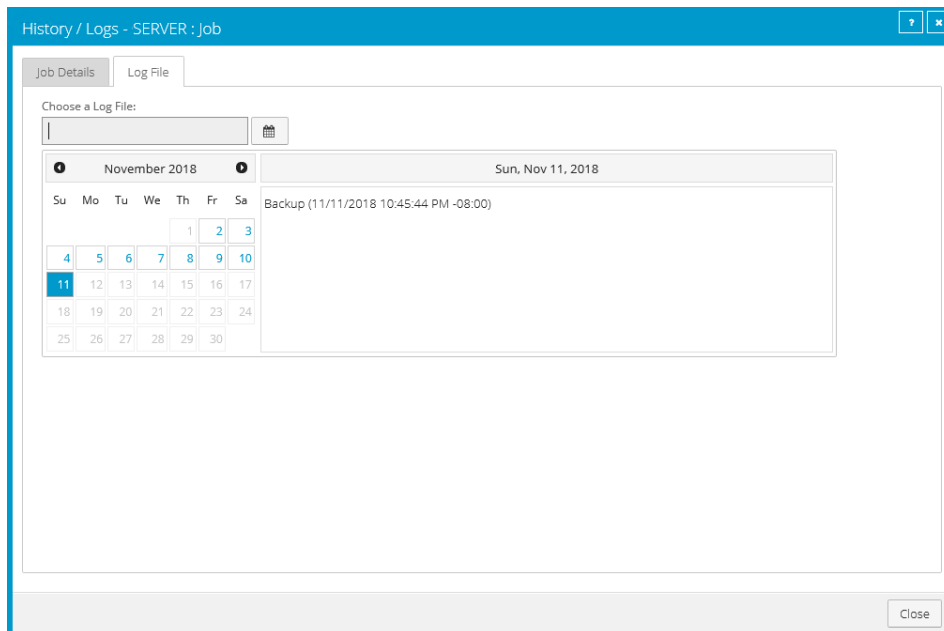 History / Logs - SERVER : Job
?
Job Details
Log File
Choose a Log File:
November 2018
Sun, Nov 11, 2018
Su Mo Tu We Th Fr Sa
Backup (11/11/2018 10:45:44 PM -08:00)
1 2 3
4 5 6 7 8 9 10
11 12 13 14 15 16 17
18 19 20 21 22 23 24
25 26 27 28 29 30
Close